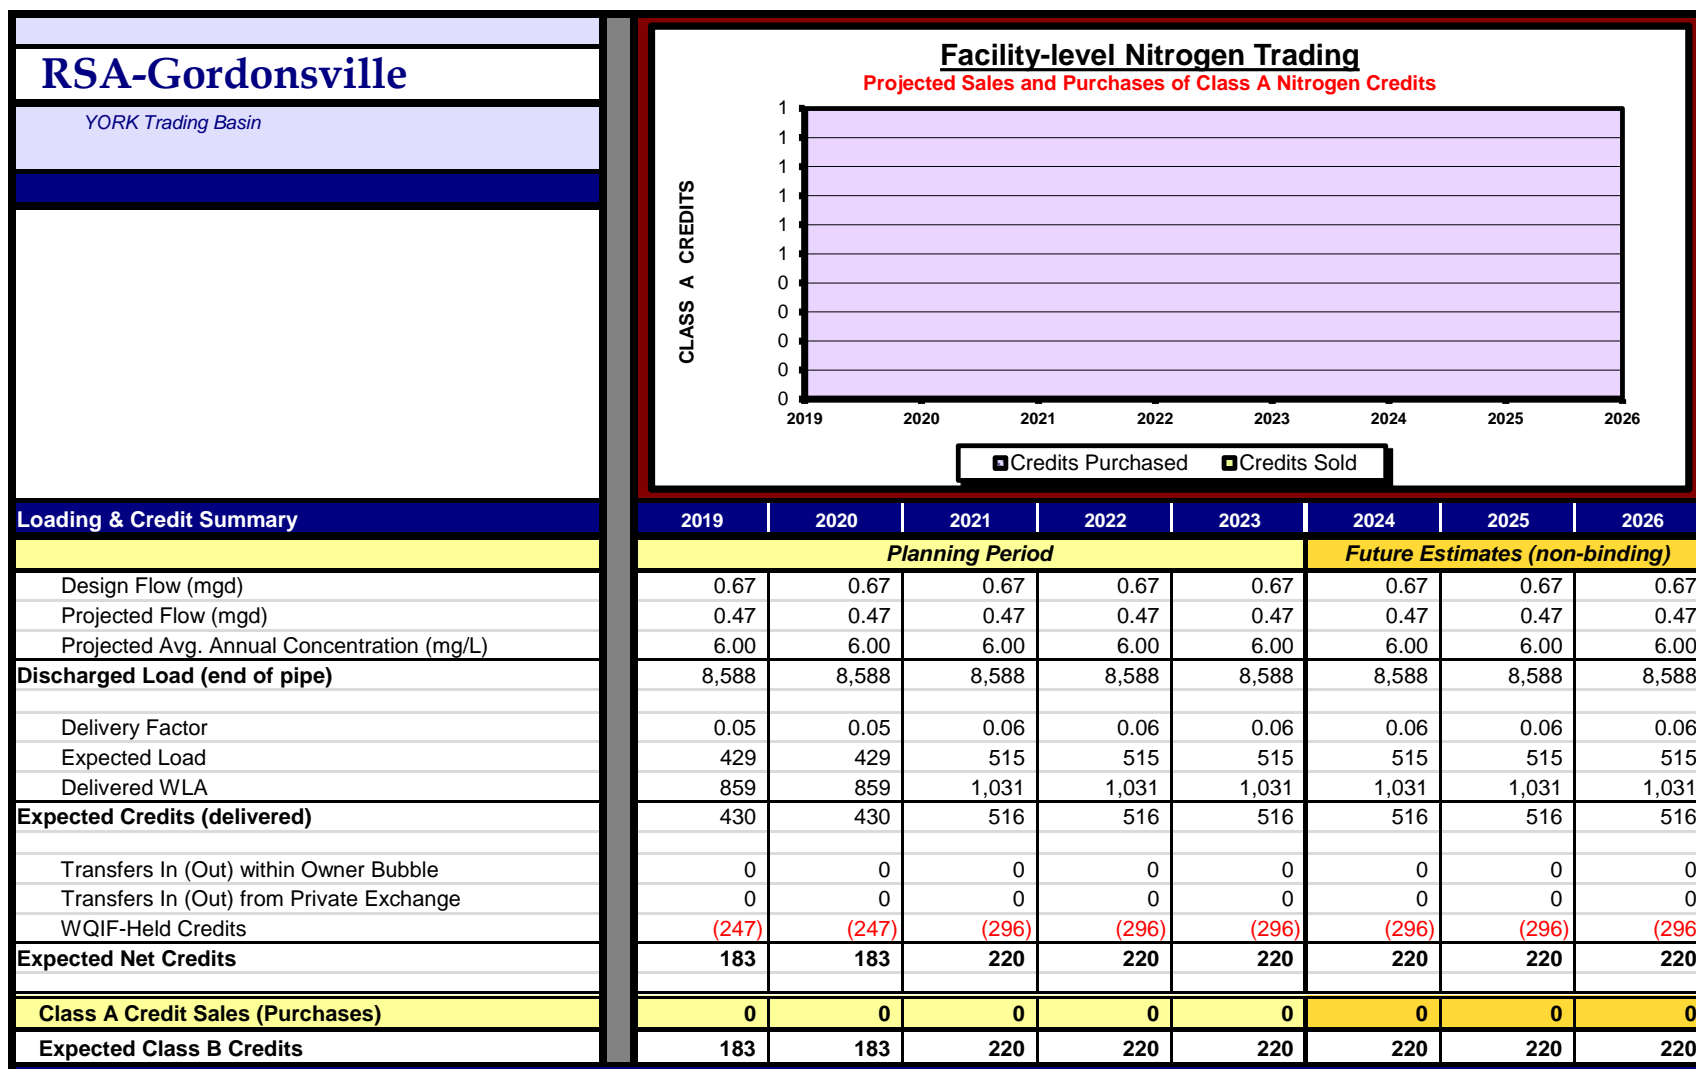 RSA-Gordonsville
YORK Trading Basin
Facility-level Nitrogen Trading
Projected Sales and Purchases of Class A Nitrogen Credits
CLASS A CREDITS
1
1
1
1
1
1
0
0
0
0
0
2019 2020 2021 2022 2023 2024 2025 2026
Credits Purchased Credits Sold
Loading & Credit Summary 2019 2020 2021 2022 2023 2024 2025 2026
Planning Period Future Estimates (non-binding)
Design Flow (mgd) 0.67 0.67 0.67 0.67 0.67 0.67 0.67 0.67
Projected Flow (mgd) 0.47 0.47 0.47 0.47 0.47 0.47 0.47 0.47
Projected Avg. Annual Concentration (mg/L) 6.00 6.00 6.00 6.00 6.00 6.00 6.00 6.00
Discharged Load (end of pipe) 8,588 8,588 8,588 8,588 8,588 8,588 8,588 8,588
Delivery Factor 0.05 0.05 0.06 0.06 0.06 0.06 0.06 0.06
Expected Load 429 429 515 515 515 515 515 515
Delivered WLA 859 859 1,031 1,031 1,031 1,031 1,031 1,031
Expected Credits (delivered) 430 430 516 516 516 516 516 516
Transfers In (Out) within Owner Bubble 0 0 0 0 0 0 0 0
Transfers In (Out) from Private Exchange 0 0 0 0 0 0 0 0
WQIF-Held Credits (247) (247) (296) (296) (296) (296) (296) (296
Expected Net Credits 183 183 220 220 220 220 220 220
Class A Credit Sales (Purchases) 0 0 0 0 0 0 0 0
Expected Class B Credits 183 183 220 220 220 220 220 220